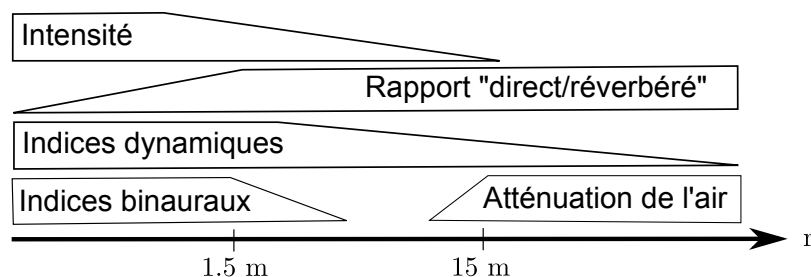 Intensité
Rapport "direct/réverbéré"
Indices dynamiques
Indices binauraux
Atténuation de l'air
1.5 m
15 m
r